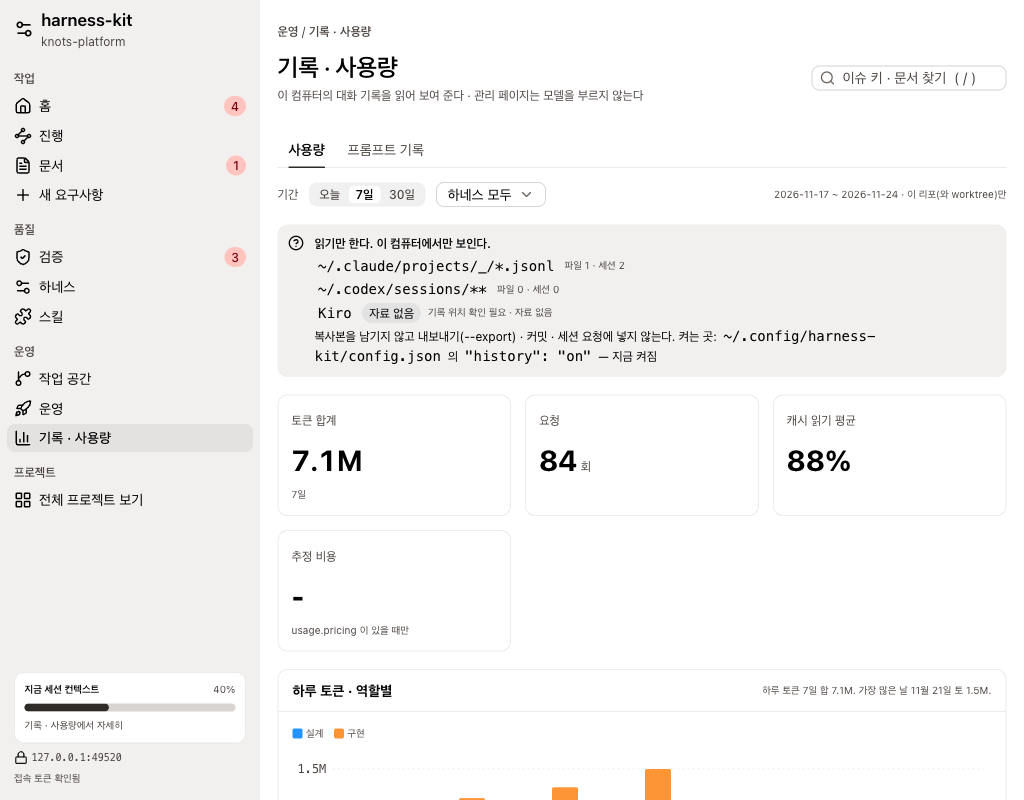 harness-kit
knots-platform
작업
홈 4
진행
문서 1
새 요구사항
품질
검증 3
하네스
스킬
운영
작업 공간
운영
기록 · 사용량
프로젝트
전체 프로젝트 보기
지금 세션 컨텍스트 40%
기록 · 사용량에서 자세히
127.0.0.1:49520
접속 토큰 확인됨
운영 / 기록 · 사용량
기록 · 사용량
이 컴퓨터의 대화 기록을 읽어 보여 준다 · 관리 페이지는 모델을 부르지 않는다
이슈 키 · 문서 찾기 ( / )
사용량 프롬프트 기록
기간 오늘 7일 30일 하네스 모두 2026-11-17 ~ 2026-11-24 · 이 리포(와 worktree)만
읽기만 한다. 이 컴퓨터에서만 보인다.
~/.claude/projects/_/*.jsonl 파일 1 · 세션 2
~/.codex/sessions/** 파일 0 · 세션 0
Kiro 자료 없음 기록 위치 확인 필요 · 자료 없음
복사본을 남기지 않고 내보내기(--export) · 커밋 · 세션 요청에 넣지 않는다. 켜는 곳: ~/.config/harness-
kit/config.json 의 "history": "on" — 지금 켜짐
토큰 합계
7.1M
7일
요청
84 회
캐시 읽기 평균
88%
추정 비용
-
usage.pricing 이 있을 때만
하루 토큰 · 역할별 하루 토큰 7일 합 7.1M. 가장 많은 날 11월 21일 토 1.5M.
설계 구현
1.5M